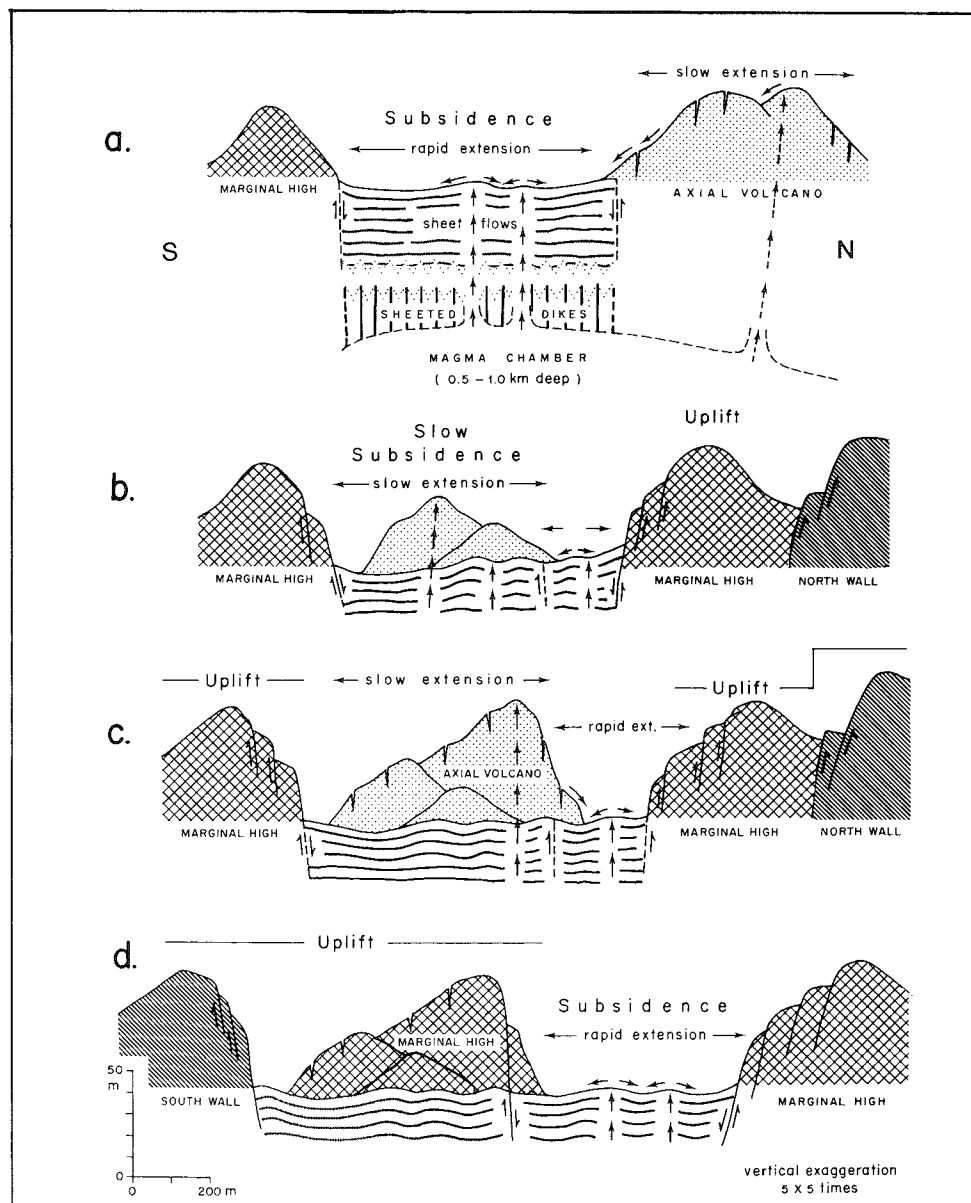 a.
slow extension
Subsidence
rapid extension
MARGINAL HIGH
AXIAL VOLCANO
sheet flows
S
N
SHEETED DIKES
MAGMA CHAMBER
( 0.5 – 1.0 km deep )
b.
Slow
Subsidence
slow extension
Uplift
MARGINAL HIGH
MARGINAL HIGH
NORTH WALL
c.
Uplift
slow extension
Uplift
rapid ext.
AXIAL VOLCANO
MARGINAL HIGH
MARGINAL HIGH
NORTH WALL
d.
Uplift
Subsidence
rapid extension
MARGINAL HIGH
50
m
SOUTH WALL
MARGINAL HIGH
0
0
200 m
vertical exaggeration
5 X 5 times